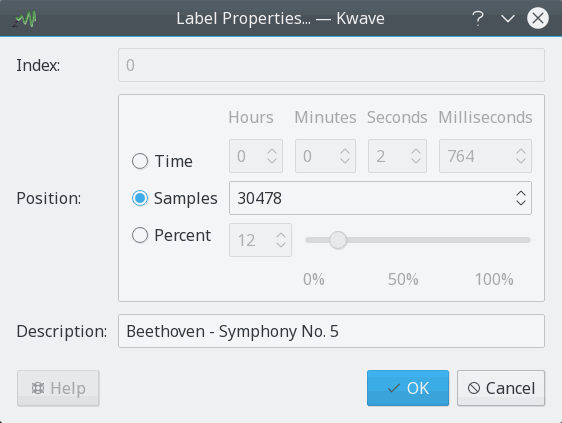 Label Properties... — Kwave
Index: 0
Hours Minutes Seconds Milliseconds
Time 0 0 2 764
Position: Samples 30478
Percent 12
0% 50% 100%
Description: Beethoven - Symphony No. 5
Help OK Cancel